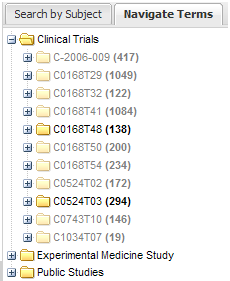 Search by Subject Navigate Terms
Clinical Trials
C-2006-009 (417)
C0168T29 (1049)
C0168T32 (122)
C0168T41 (1084)
C0168T48 (138)
C0168T50 (200)
C0168T54 (234)
C0524T02 (172)
C0524T03 (294)
C0743T10 (146)
C1034T07 (19)
Experimental Medicine Study
Public Studies